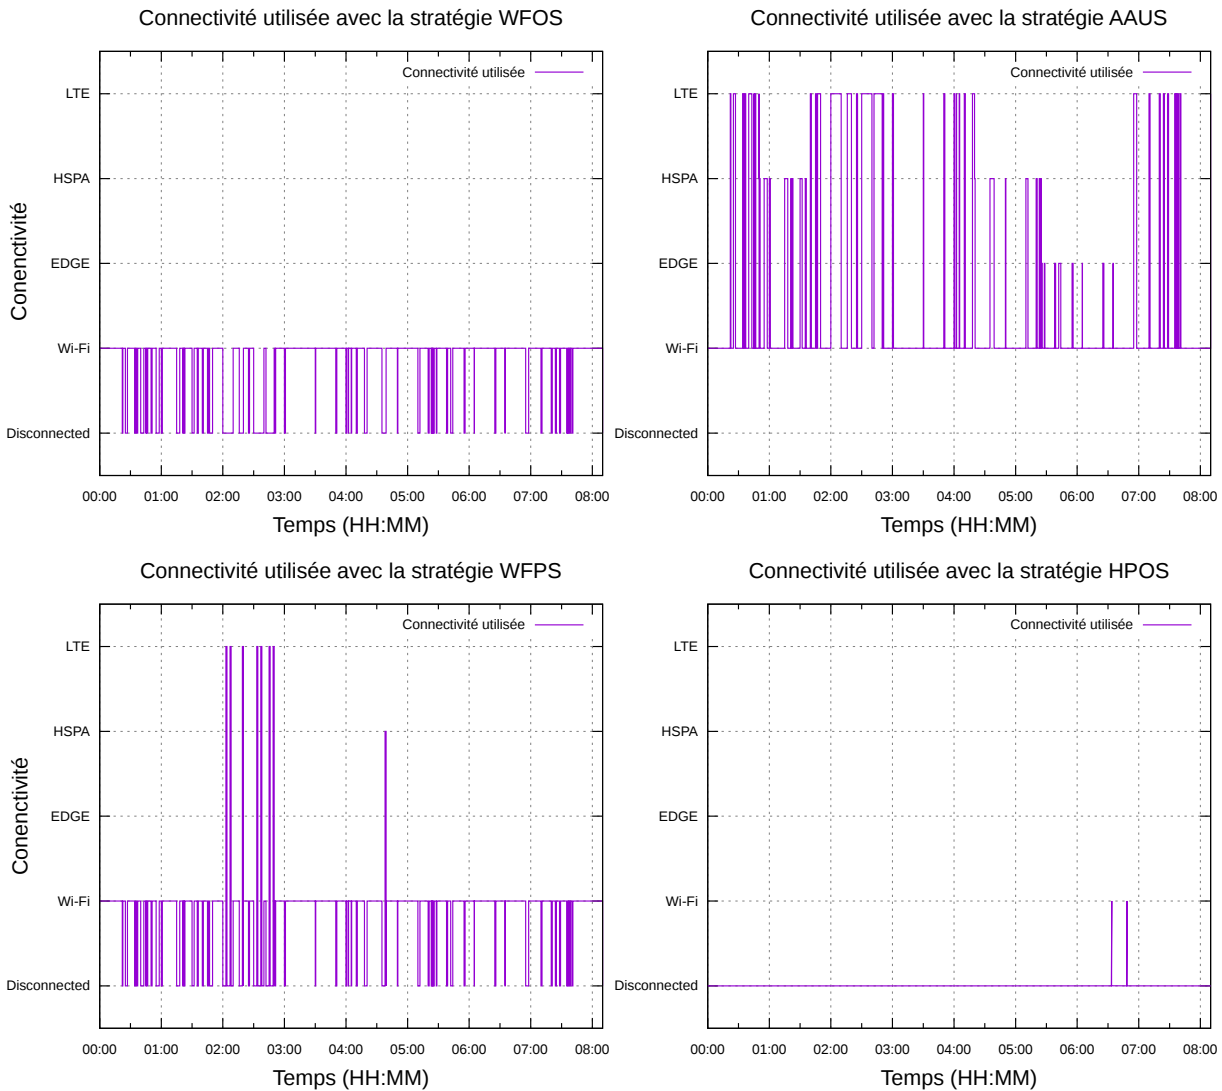 Connectivité utilisée avec la stratégie WFOS
Connectivité utilisée
LTE
HSPA
EDGE
Wi-Fi
Disconnected
Conenctivité
00:00 01:00 02:00 03:00 04:00 05:00 06:00 07:00 08:00
Temps (HH:MM)
Connectivité utilisée avec la stratégie AAUS
Connectivité utilisée
LTE
HSPA
EDGE
Wi-Fi
Disconnected
00:00 01:00 02:00 03:00 04:00 05:00 06:00 07:00 08:00
Temps (HH:MM)
Connectivité utilisée avec la stratégie WFPS
Connectivité utilisée
LTE
HSPA
EDGE
Wi-Fi
Disconnected
Conenctivité
00:00 01:00 02:00 03:00 04:00 05:00 06:00 07:00 08:00
Temps (HH:MM)
Connectivité utilisée avec la stratégie HPOS
Connectivité utilisée
LTE
HSPA
EDGE
Wi-Fi
Disconnected
00:00 01:00 02:00 03:00 04:00 05:00 06:00 07:00 08:00
Temps (HH:MM)